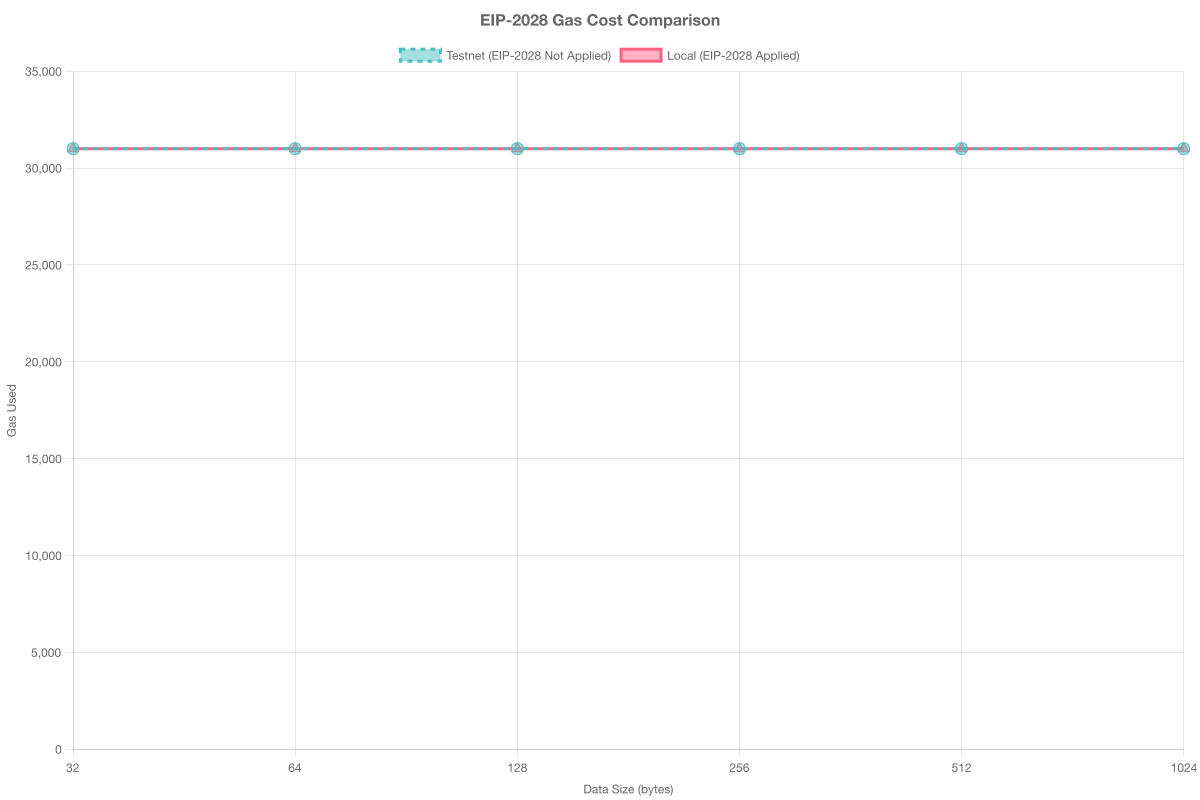 EIP-2028 Gas Cost Comparison
Testnet (EIP-2028 Not Applied) Local (EIP-2028 Applied)
35,000
30,000
25,000
20,000
15,000
10,000
5,000
0
Gas Used
32 64 128 256 512 1024
Data Size (bytes)